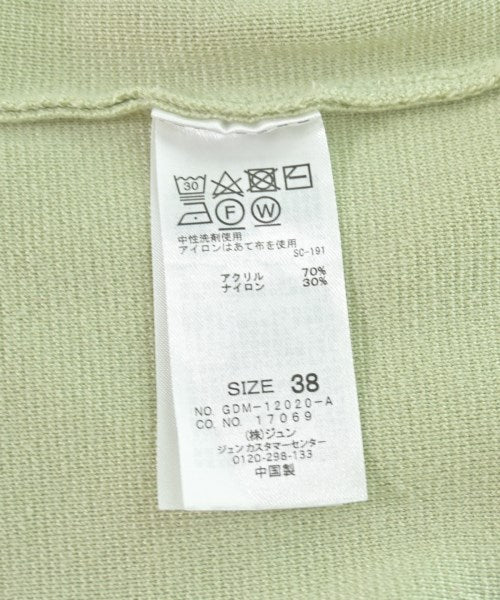 30
F W
中性洗剤使用
アイロンはあて布を使用
SC-191
アクリル 70%
ナイロン 30%
SIZE 38
NO. GDM-12020-A
CO. NO. 17069
(株)ジュン
ジュン カスタマーセンター
0120-298-133
中国製